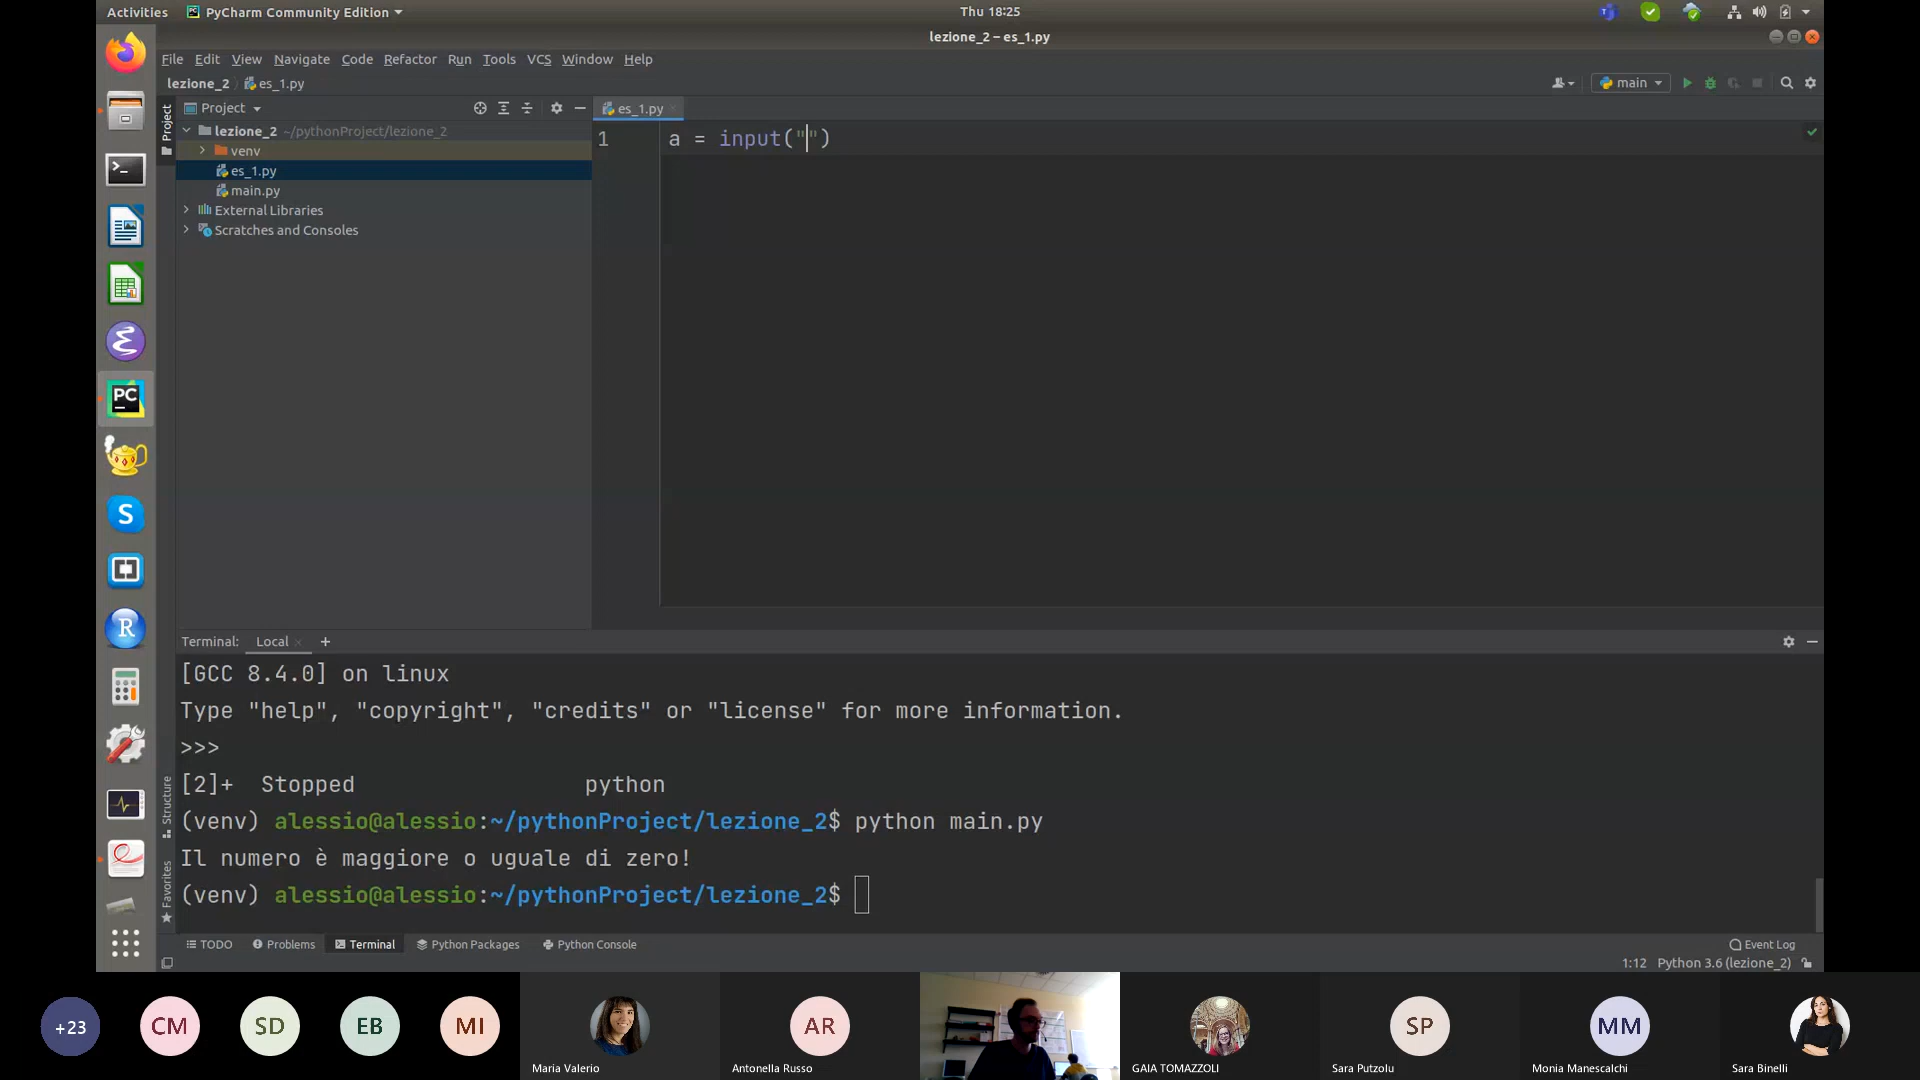 Activities PyCharm Community Edition Thu 18:25
lezione_2 – es_1.py
File Edit View Navigate Code Refactor Run Tools VCS Window Help
lezione_2 es_1.py main
Project es_1.py
Project
lezione_2 ~/pythonProject/lezione_2
venv
es_1.py
main.py
External Libraries
Scratches and Consoles
1 a = input("")
Terminal: Local +
[GCC 8.4.0] on linux
Type "help", "copyright", "credits" or "license" for more information.
>>>
[2]+ Stopped python
(venv) alessio@alessio:~/pythonProject/lezione_2$ python main.py
Il numero è maggiore o uguale di zero!
(venv) alessio@alessio:~/pythonProject/lezione_2$
Structure
Favorites
TODO Problems Terminal Python Packages Python Console Event Log
1:12 Python 3.6 (lezione_2)
+23 CM SD EB MI AR SP MM
Maria Valerio Antonella Russo GAIA TOMAZZOLI Sara Putzolu Monia Manescalchi Sara Binelli